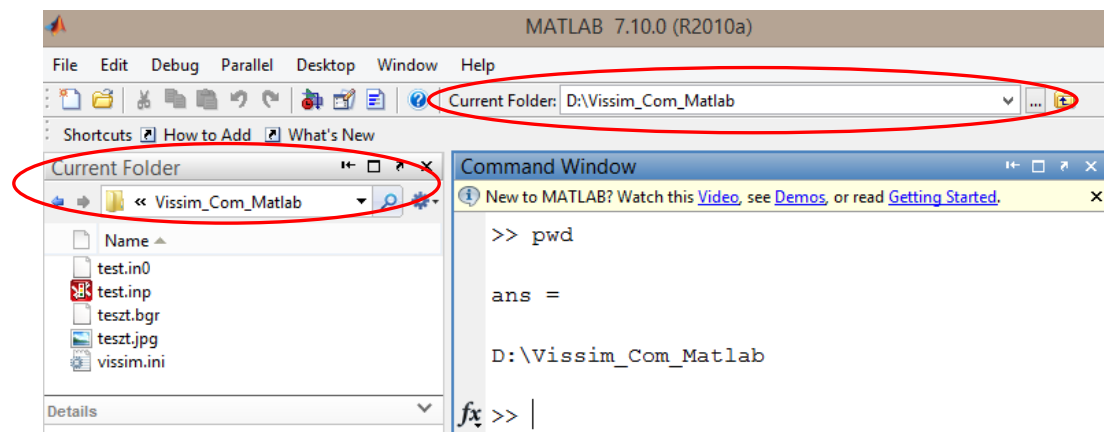 MATLAB 7.10.0 (R2010a)
File Edit Debug Parallel Desktop Window Help
Current Folder: D:\Vissim_Com_Matlab
Shortcuts How to Add What's New
Current Folder
« Vissim_Com_Matlab
Name
test.in0
test.inp
teszt.bgr
teszt.jpg
vissim.ini
Details
Command Window
New to MATLAB? Watch this Video, see Demos, or read Getting Started.
>> pwd
ans =
D:\Vissim_Com_Matlab
fx >>